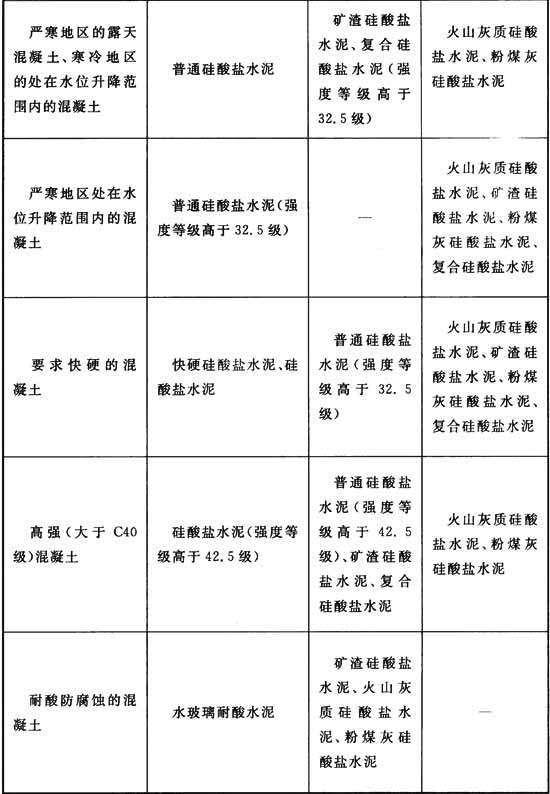 严寒地区的露天
混凝土、寒冷地区
的处在水位升降范
围内的混凝土
普通硅酸盐水泥
矿渣硅酸盐
水泥、复合硅
酸盐水泥(强
度等级高于
32.5级)
火山灰质硅酸
盐水泥、粉煤灰
硅酸盐水泥
严寒地区处在水
位升降范围内的混
凝土
普通硅酸盐水泥(强
度等级高于32.5级)
—
火山灰质硅酸
盐水泥、矿渣硅
酸盐水泥、粉煤
灰硅酸盐水泥、
复合硅酸盐水泥
要求快硬的混
凝土
快硬硅酸盐水泥、硅
酸盐水泥
普通硅酸盐
水泥(强度等
级高于32.5
级)
火山灰质硅酸
盐水泥、矿渣硅
酸盐水泥、粉煤
灰硅酸盐水泥、
复合硅酸盐水泥
高强(大于C40
级)混凝土
硅酸盐水泥(强度等
级高于42.5级)
普通硅酸盐
水泥(强度等
级高于42.5
级)、矿渣硅酸
盐水泥、复合
硅酸盐水泥
火山灰质硅酸
盐水泥、粉煤灰
硅酸盐水泥
耐酸防腐蚀的混
凝土
水玻璃耐酸水泥
矿渣硅酸盐
水泥、火山灰
质硅酸盐水
泥、粉煤灰硅
酸盐水泥
—